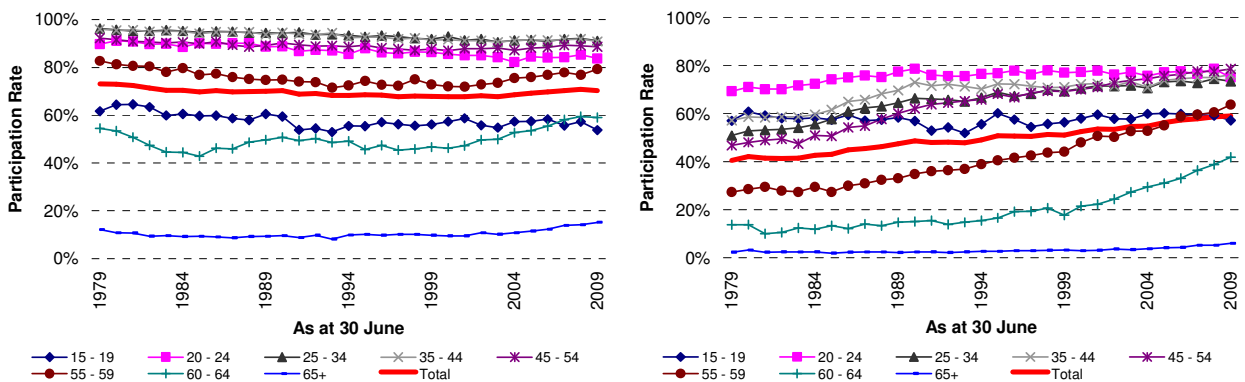 100%
80%
60%
40%
20%
0%
Participation Rate
1979
1984
1989
1994
1999
2004
2009
As at 30 June
15 - 19
20 - 24
25 - 34
35 - 44
45 - 54
55 - 59
60 - 64
65+
Total
100%
80%
60%
40%
20%
0%
Participation Rate
1979
1984
1989
1994
1999
2004
2009
As at 30 June
15 - 19
20 - 24
25 - 34
35 - 44
45 - 54
55 - 59
60 - 64
65+
Total